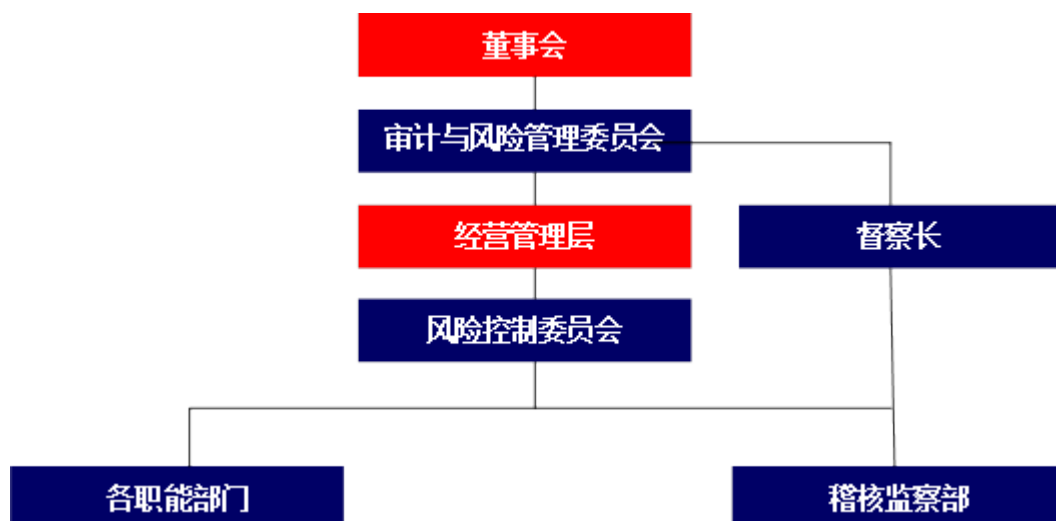 董事会
审计与风险管理委员会
经营管理层
督察长
风险控制委员会
各职能部门
稽核监察部